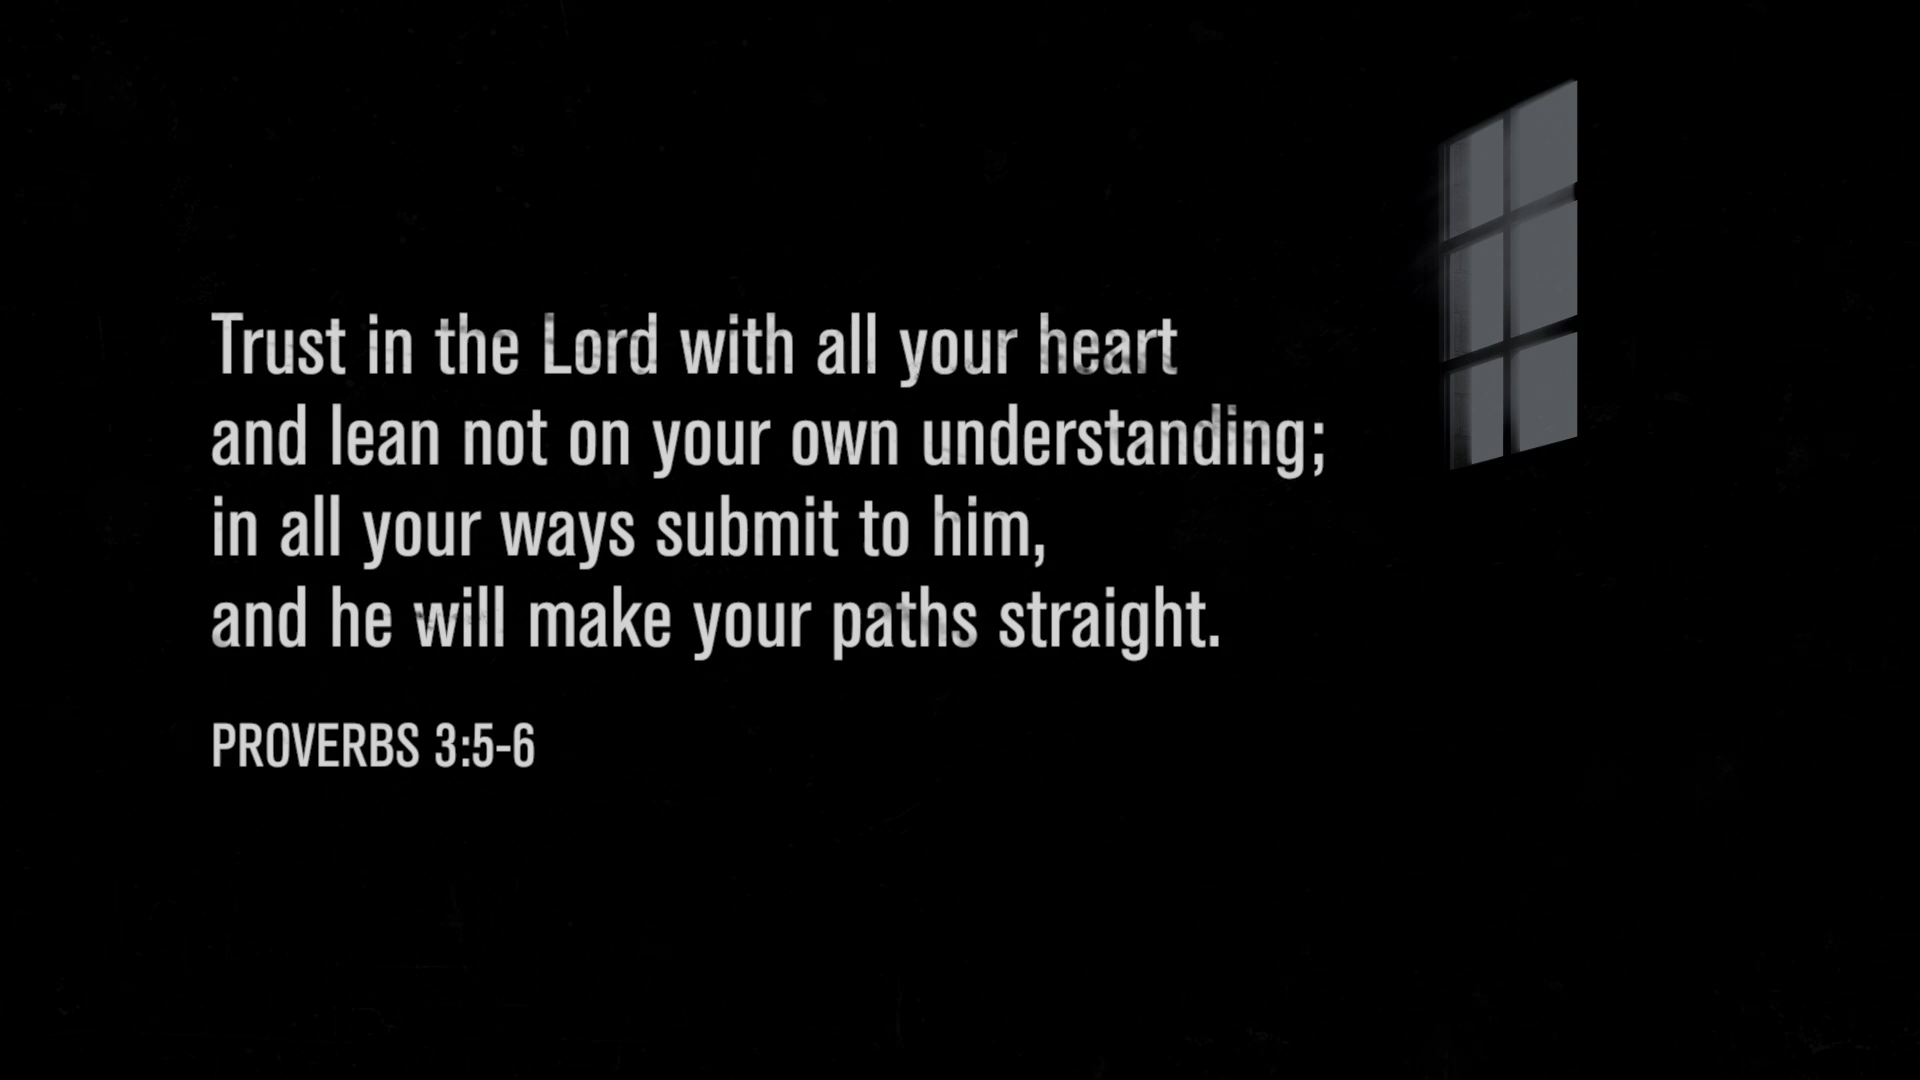 Trust in the Lord with all your heart
and lean not on your own understanding;
in all your ways submit to him,
and he will make your paths straight.
PROVERBS 3:5-6